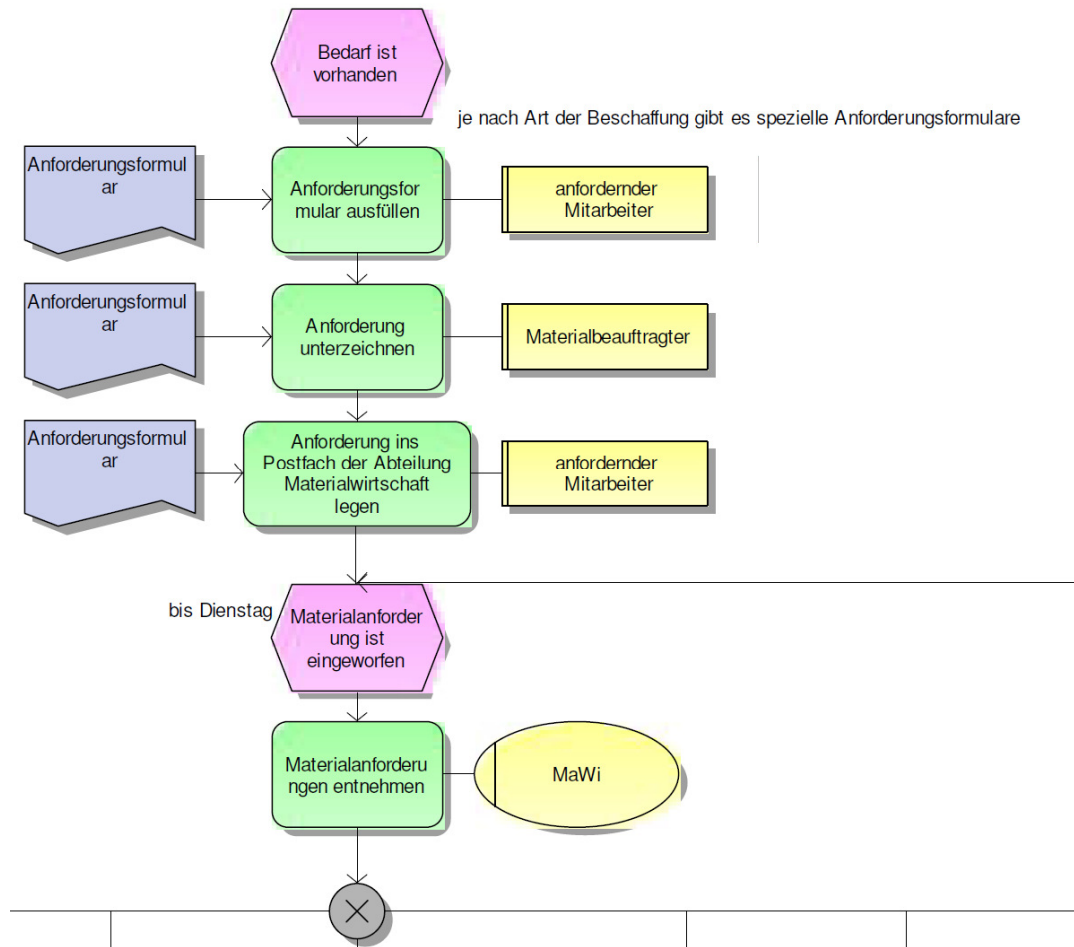 Bedarf ist
vorhanden
je nach Art der Beschaffung gibt es spezielle Anforderungsformulare
Anforderungsformul
ar
Anforderungsfor
mular ausfüllen
anfordernder
Mitarbeiter
Anforderungsformul
ar
Anforderung
unterzeichnen
Materialbeauftragter
Anforderungsformul
ar
Anforderung ins
Postfach der Abteilung
Materialwirtschaft
legen
anfordernder
Mitarbeiter
bis Dienstag
Materialanforder
ung ist
eingeworfen
Materialanforderu
ngen entnehmen
MaWi